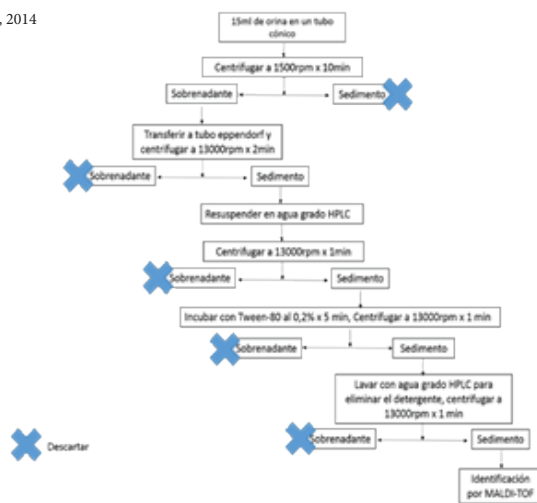 , 2014
15ml de orina en un tubo
cónico
Centrifugar a 1500rpm x 10min
Sobrenadante
Sedimento
Transferir a tubo eppendorf y
centrifugar a 13000rpm x 2min
Sobrenadante
Sedimento
Resuspender en agua grado HPLC
Centrifugar a 13000rpm x 1min
Sobrenadante
Sedimento
Incubar con Tween-80 al 0,2% x 5 min, Centrifugar a 13000rpm x 1 min
Sobrenadante
Sedimento
Lavar con agua grado HPLC para
eliminar el detergente, centrifugar a
13000rpm x 1 min
Sobrenadante
Sedimento
Descartar
Identificación
por MALDI-TOF